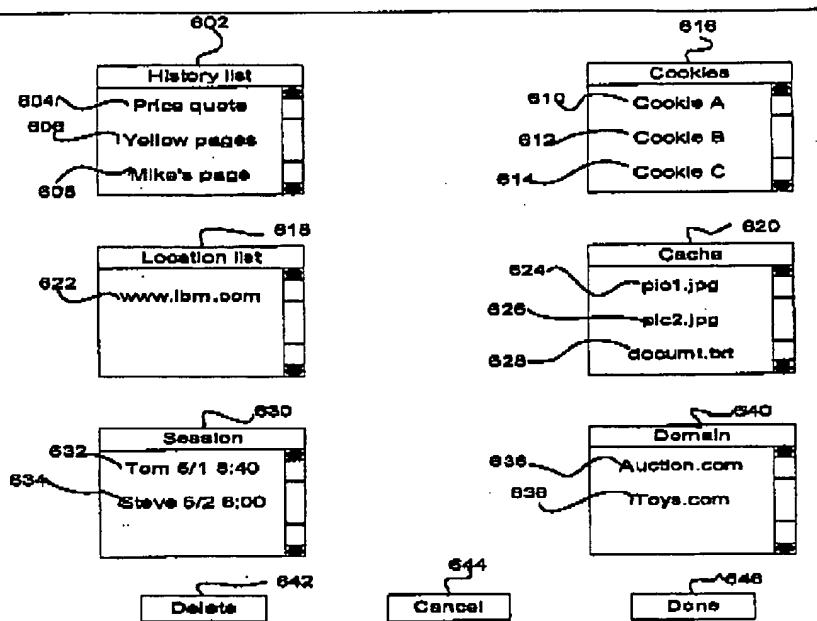 602
History list
604
Price quote
606
Yellow pages
Mike's page
608
616
Cookies
610
Cookie A
612
Cookie B
614
Cookie C
618
Location list
622
www.ibm.com
620
Cache
624
pic1.jpg
626
pic2.jpg
628
docum1.txt
630
Session
632
Tom 5/1 8:40
634
Steve 5/2 6:00
640
Domain
636
Auction.com
638
iToys.com
642
Delete
644
Cancel
646
Done